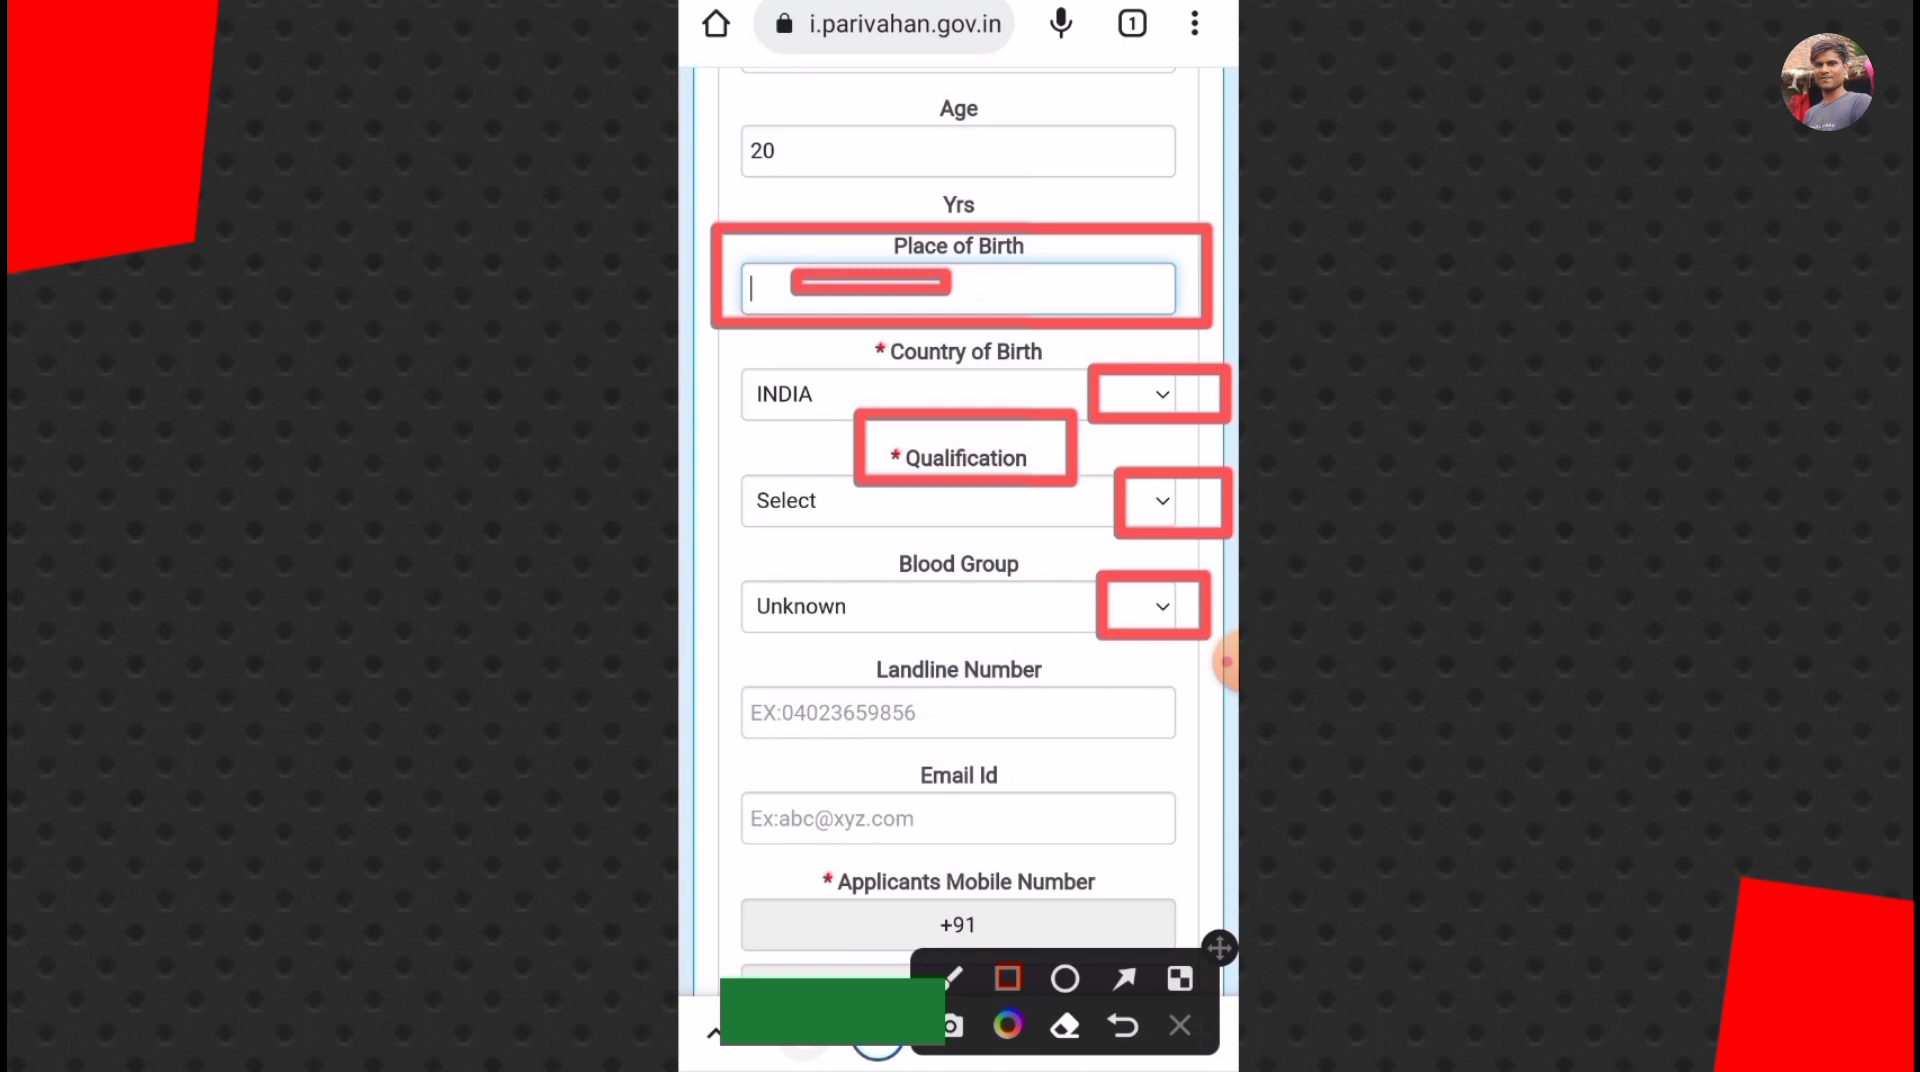 i.parivahan.gov.in
1
Age
20
Yrs
Place of Birth
* Country of Birth
INDIA
* Qualification
Select
Blood Group
Unknown
Landline Number
EX:04023659856
Email Id
Ex:abc@xyz.com
* Applicants Mobile Number
+91